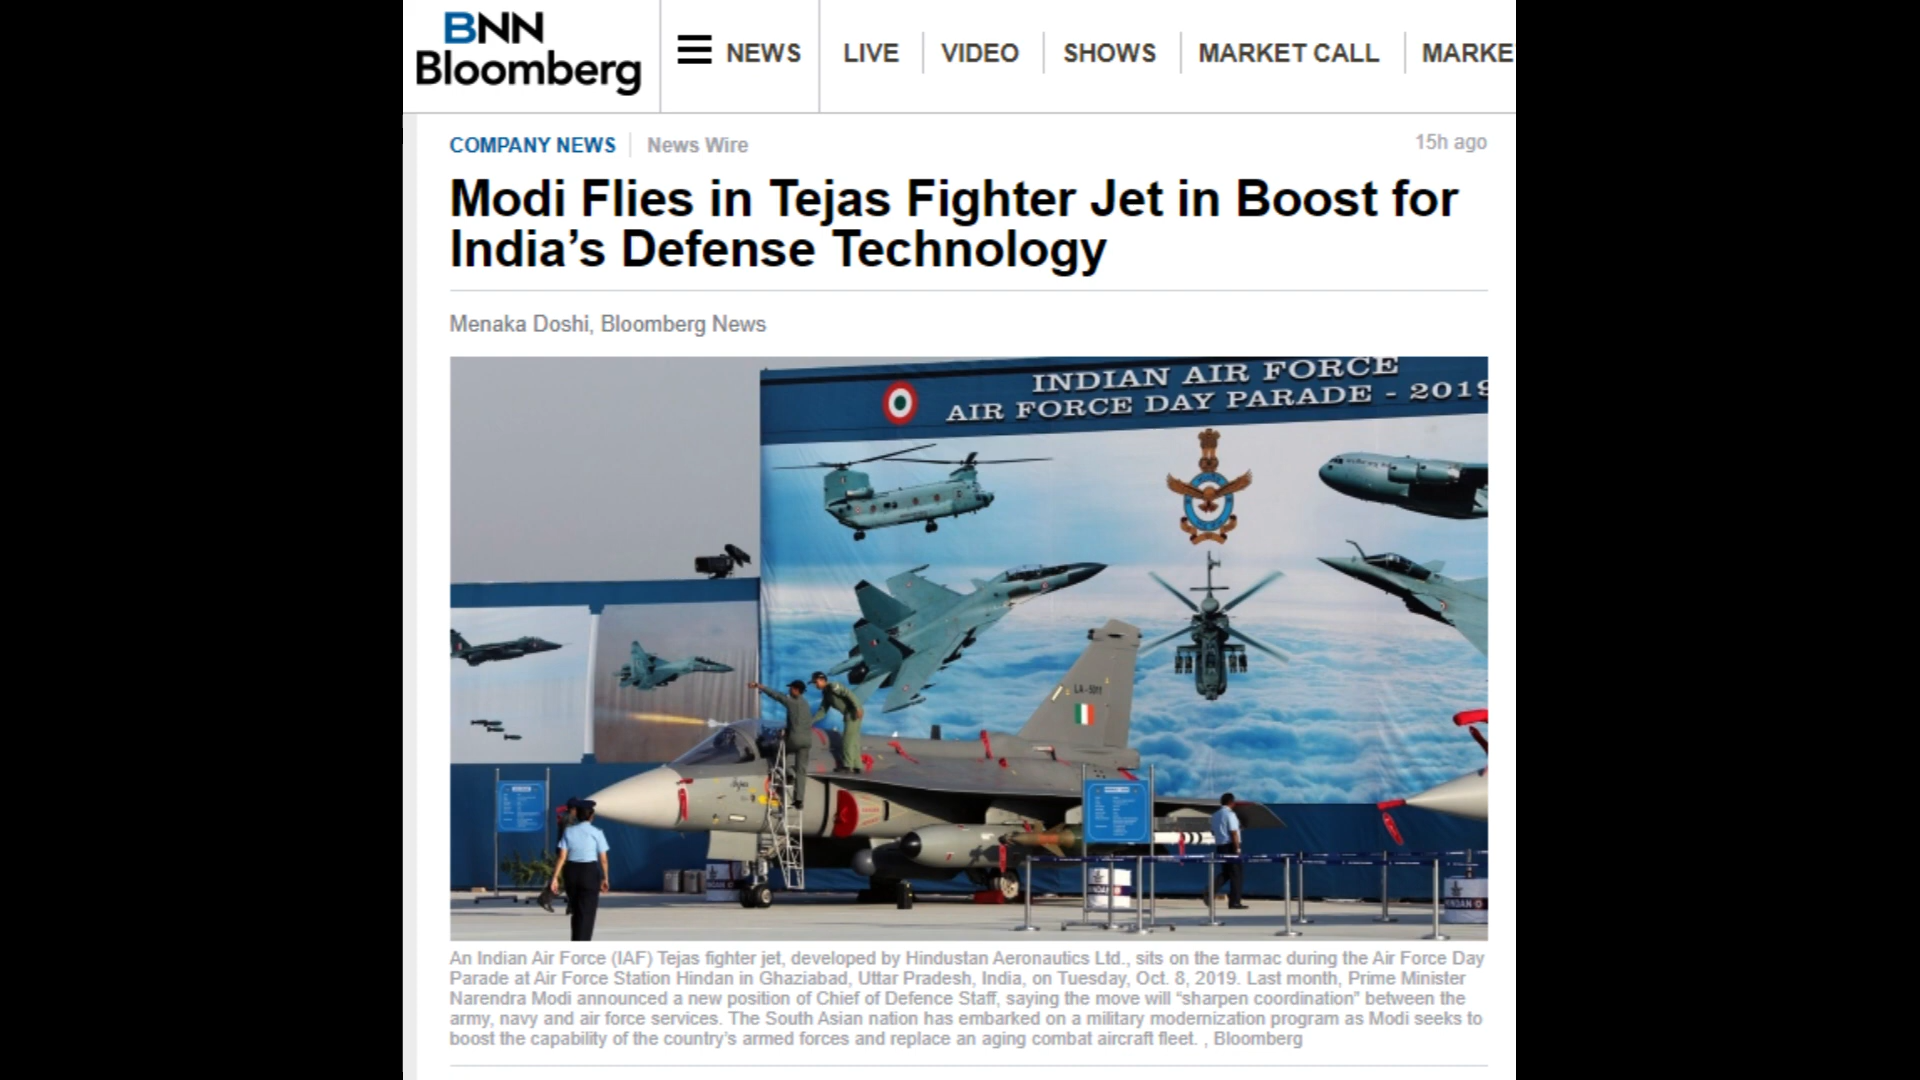 BNN
Bloomberg
NEWS
LIVE
VIDEO
SHOWS
MARKET CALL
MARKE
COMPANY NEWS
News Wire
15h ago
Modi Flies in Tejas Fighter Jet in Boost for
India’s Defense Technology
Menaka Doshi, Bloomberg News
INDIAN AIR FORCE
AIR FORCE DAY PARADE - 2019
An Indian Air Force (IAF) Tejas fighter jet, developed by Hindustan Aeronautics Ltd., sits on the tarmac during the Air Force Day
Parade at Air Force Station Hindan in Ghaziabad, Uttar Pradesh, India, on Tuesday, Oct. 8, 2019. Last month, Prime Minister
Narendra Modi announced a new position of Chief of Defence Staff, saying the move will “sharpen coordination” between the
army, navy and air force services. The South Asian nation has embarked on a military modernization program as Modi seeks to
boost the capability of the country’s armed forces and replace an aging combat aircraft fleet. , Bloomberg